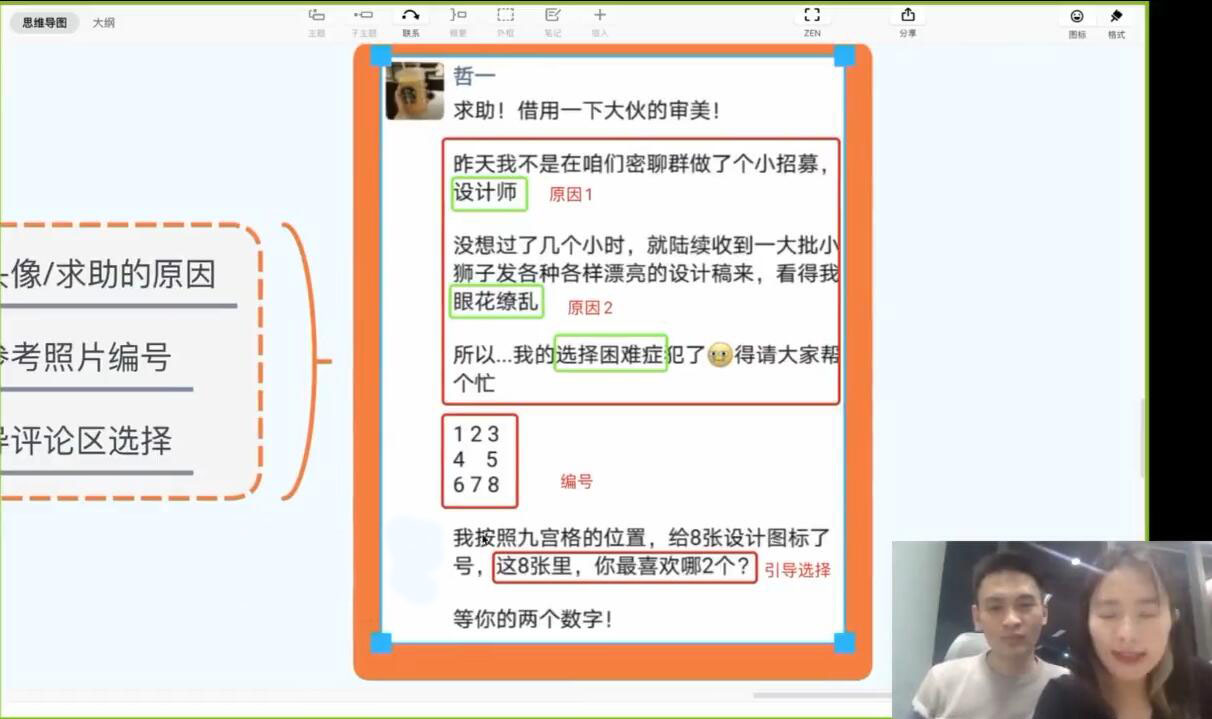 思维导图
大纲
主题
子主题
联系
概要
外框
笔记
插入
ZEN
分享
图标
格式
像/求助的原因
参考照片编号
导评论区选择
哲一
求助！借用一下大伙的审美！
昨天我不是在咱们密聊群做了个小招募，
设计师
原因1
没想过了几个小时，就陆续收到一大批小
狮子发各种各样漂亮的设计稿来，看得我
眼花缭乱
原因2
所以...我的选择困难症犯了得请大家帮
个忙
1 2 3
4 5
6 7 8
编号
我按照九宫格的位置，给8张设计图标了
号，这8张里，你最喜欢哪2个？
引导选择
等你的两个数字！